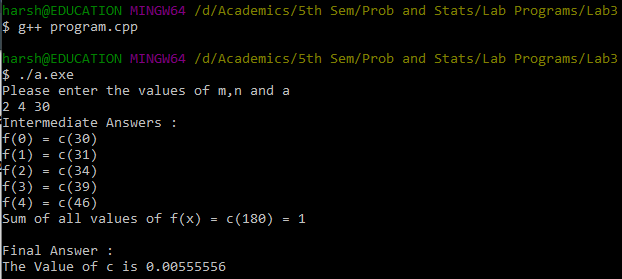 harsh@EDUCATION MINGW64 /d/Academics/5th Sem/Prob and Stats/Lab Programs/Lab3
$ g++ program.cpp
harsh@EDUCATION MINGW64 /d/Academics/5th Sem/Prob and Stats/Lab Programs/Lab3
$ ./a.exe
Please enter the values of m,n and a
2 4 30
Intermediate Answers :
f(0) = c(30)
f(1) = c(31)
f(2) = c(34)
f(3) = c(39)
f(4) = c(46)
Sum of all values of f(x) = c(180) = 1
Final Answer :
The Value of c is 0.00555556